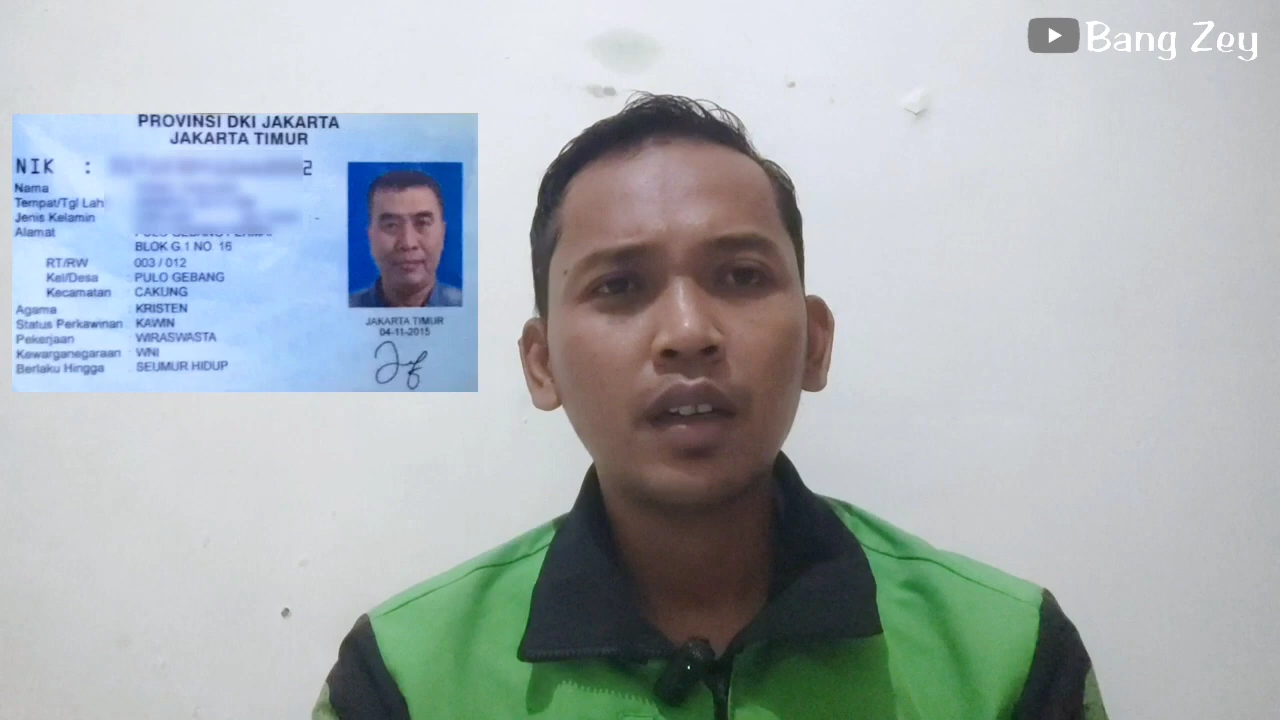 Bang Zey
PROVINSI DKI JAKARTA
JAKARTA TIMUR
NIK : 2
Nama
Tempat/Tgl Lah
Jenis Kelamin
Alamat
BLOK G.1 NO. 16
RT/RW 003 / 012
Kel/Desa PULO GEBANG
Kecamatan CAKUNG
Agama KRISTEN
Status Perkawinan KAWIN
Pekerjaan WIRASWASTA
Kewarganegaraan WNI
Berlaku Hingga SEUMUR HIDUP
JAKARTA TIMUR
04-11-2015